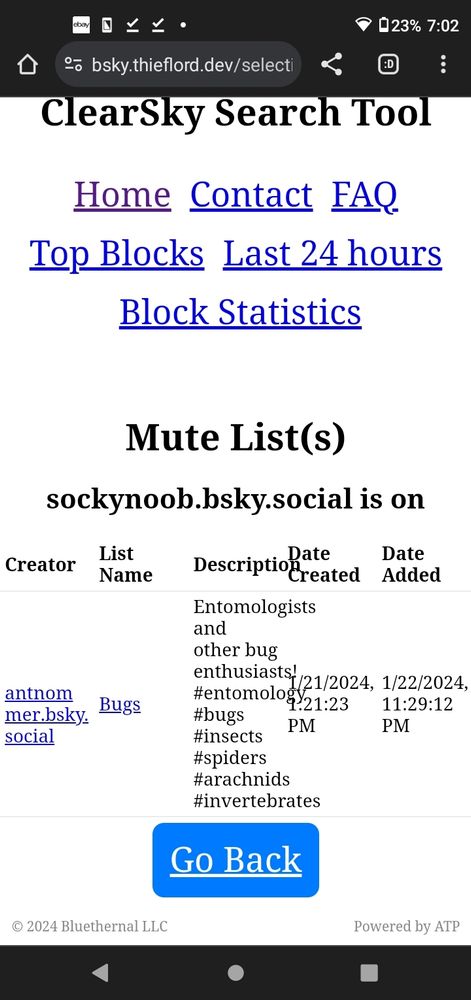 ebay
23% 7:02
bsky.thieflord.dev/selecti
:D
ClearSky Search Tool
Home Contact FAQ
Top Blocks Last 24 hours
Block Statistics
Mute List(s)
sockynoob.bsky.social is on
Creator
List
Name
Description
Date
Created
Date
Added
antnom
mer.bsky.
social
Bugs
Entomologists
and
other bug
enthusiasts!
#entomology
#bugs
#insects
#spiders
#arachnids
#invertebrates
1/21/2024,
1:21:23
PM
1/22/2024,
11:29:12
PM
Go Back
© 2024 Bluethernal LLC
Powered by ATP